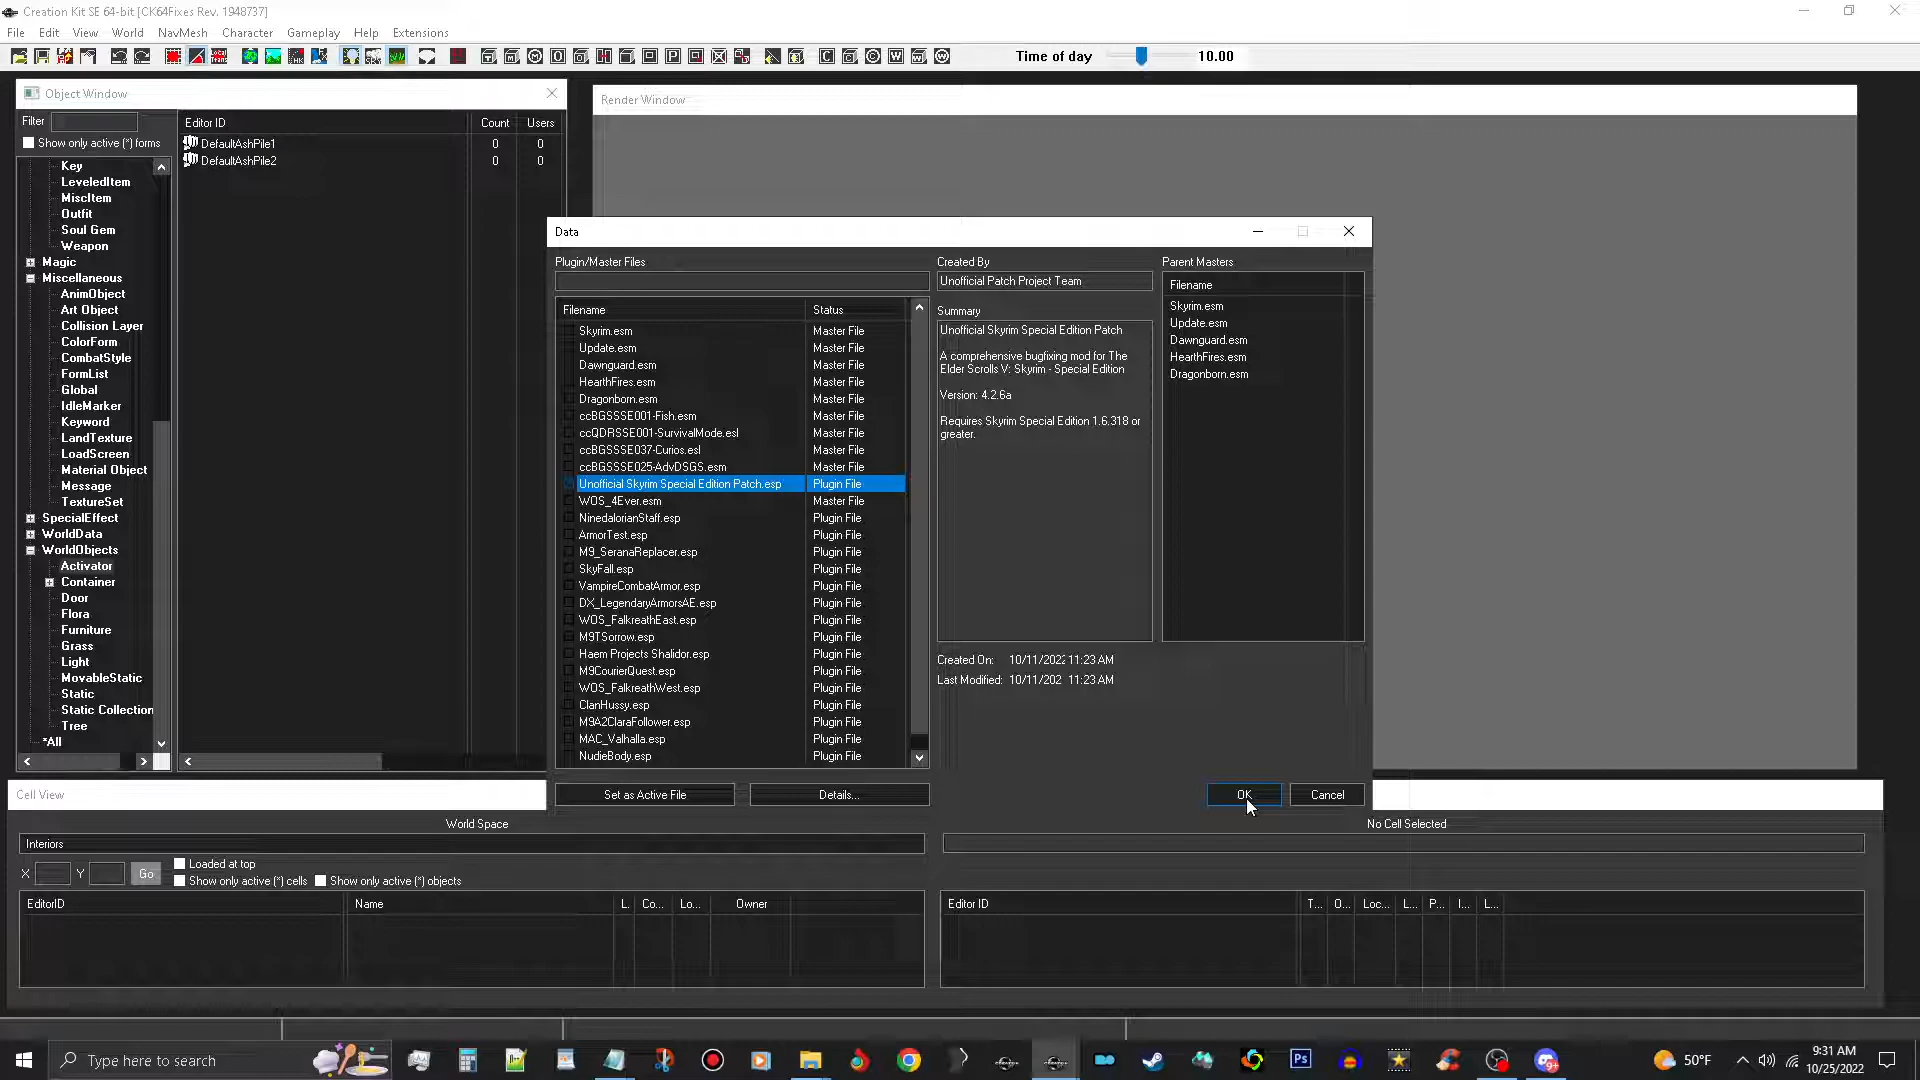 Creation Kit SE 64-bit [CK64Fixes Rev. 1948737]
File Edit View World NavMesh Character Gameplay Help Extensions
Time of day 10.00
Object Window
Filter
Show only active (*) forms
Key
LeveledItem
MiscItem
Outfit
Soul Gem
Weapon
Magic
Miscellaneous
AnimObject
Art Object
Collision Layer
ColorForm
CombatStyle
FormList
Global
IdleMarker
Keyword
LandTexture
LoadScreen
Material Object
Message
TextureSet
SpecialEffect
WorldData
WorldObjects
Activator
Container
Door
Flora
Furniture
Grass
Light
MovableStatic
Static
Static Collection
Tree
*All
Editor ID Count Users
DefaultAshPile1 0 0
DefaultAshPile2 0 0
Render Window
Data
Plugin/Master Files
Filename Status
Skyrim.esm Master File
Update.esm Master File
Dawnguard.esm Master File
HearthFires.esm Master File
Dragonborn.esm Master File
ccBGSSSE001-Fish.esm Master File
ccQDRSSE001-SurvivalMode.esl Master File
ccBGSSSE037-Curios.esl Master File
ccBGSSSE025-AdvDSGS.esm Master File
Unofficial Skyrim Special Edition Patch.esp Plugin File
WOS_4Ever.esm Master File
NinedalorianStaff.esp Plugin File
ArmorTest.esp Plugin File
M9_SeranaReplacer.esp Plugin File
SkyFall.esp Plugin File
VampireCombatArmor.esp Plugin File
DX_LegendaryArmorsAE.esp Plugin File
WOS_FalkreathEast.esp Plugin File
M9TSorrow.esp Plugin File
Haem Projects Shalidor.esp Plugin File
M9CourierQuest.esp Plugin File
WOS_FalkreathWest.esp Plugin File
ClanHussy.esp Plugin File
M9A2ClaraFollower.esp Plugin File
MAC_Valhalla.esp Plugin File
NudieBody.esp Plugin File
Set as Active File Details...
Created By
Unofficial Patch Project Team
Summary
Unofficial Skyrim Special Edition Patch
A comprehensive bugfixing mod for The
Elder Scrolls V: Skyrim - Special Edition
Version: 4.2.6a
Requires Skyrim Special Edition 1.6.318 or
greater.
Created On: 10/11/2022 11:23 AM
Last Modified: 10/11/202 11:23 AM
Parent Masters
Filename
Skyrim.esm
Update.esm
Dawnguard.esm
HearthFires.esm
Dragonborn.esm
OK Cancel
Cell View
World Space
Interiors
X Y Go
Loaded at top
Show only active (*) cells Show only active (*) objects
EditorID Name L. Co... Lo... Owner
No Cell Selected
Editor ID T... O... Loc... L... P... I... L...
Type here to search
Ps
9+
50°F
9:31 AM
10/25/2022